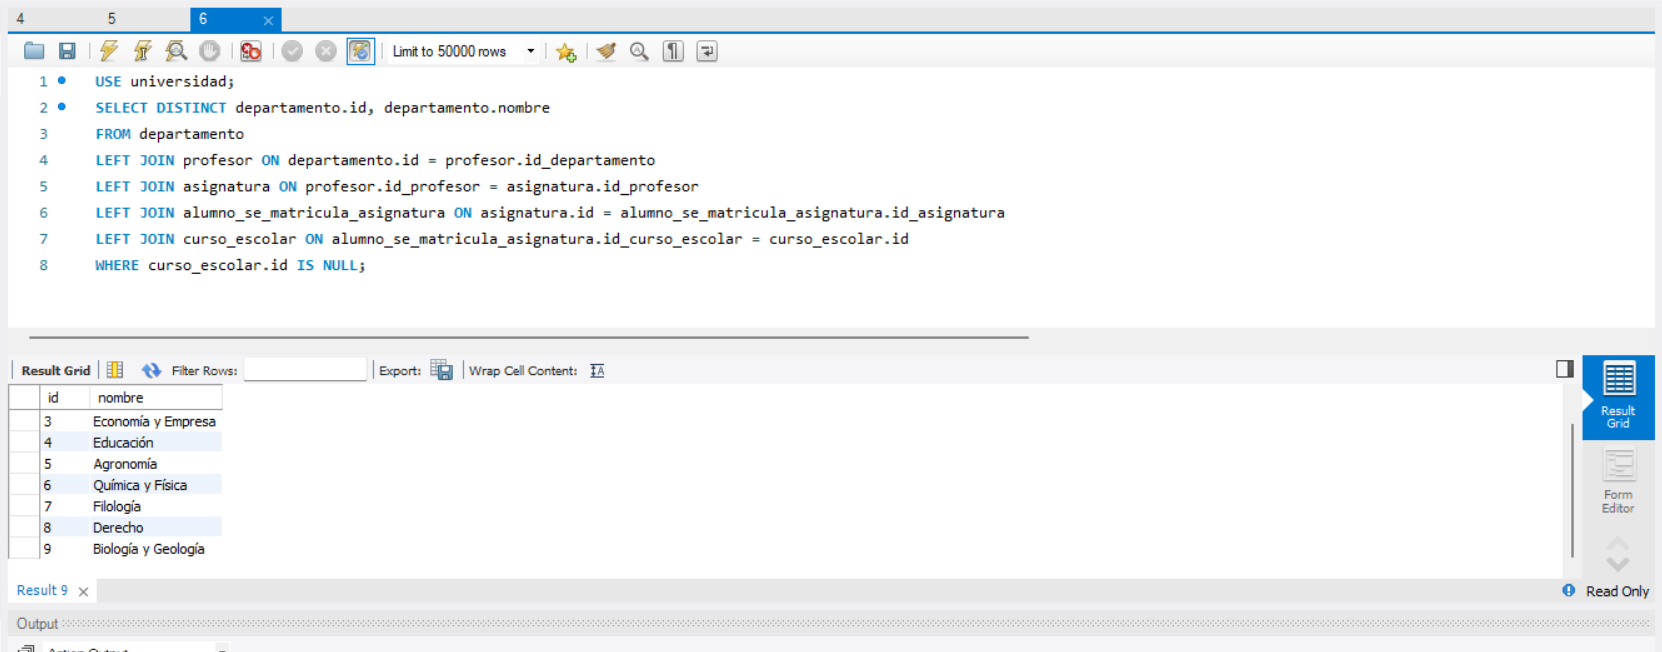 4 5 6
Limit to 50000 rows
1 USE universidad;
2 SELECT DISTINCT departamento.id, departamento.nombre
3 FROM departamento
4 LEFT JOIN profesor ON departamento.id = profesor.id_departamento
5 LEFT JOIN asignatura ON profesor.id_profesor = asignatura.id_profesor
6 LEFT JOIN alumno_se_matricula_asignatura ON asignatura.id = alumno_se_matricula_asignatura.id_asignatura
7 LEFT JOIN curso_escolar ON alumno_se_matricula_asignatura.id_curso_escolar = curso_escolar.id
8 WHERE curso_escolar.id IS NULL;
Result Grid Filter Rows: Export: Wrap Cell Content:
id nombre
3 Economía y Empresa
4 Educación
5 Agronomía
6 Química y Física
7 Filología
8 Derecho
9 Biología y Geología
Result
Grid
Form
Editor
Result 9
Read Only
Output
Action Output